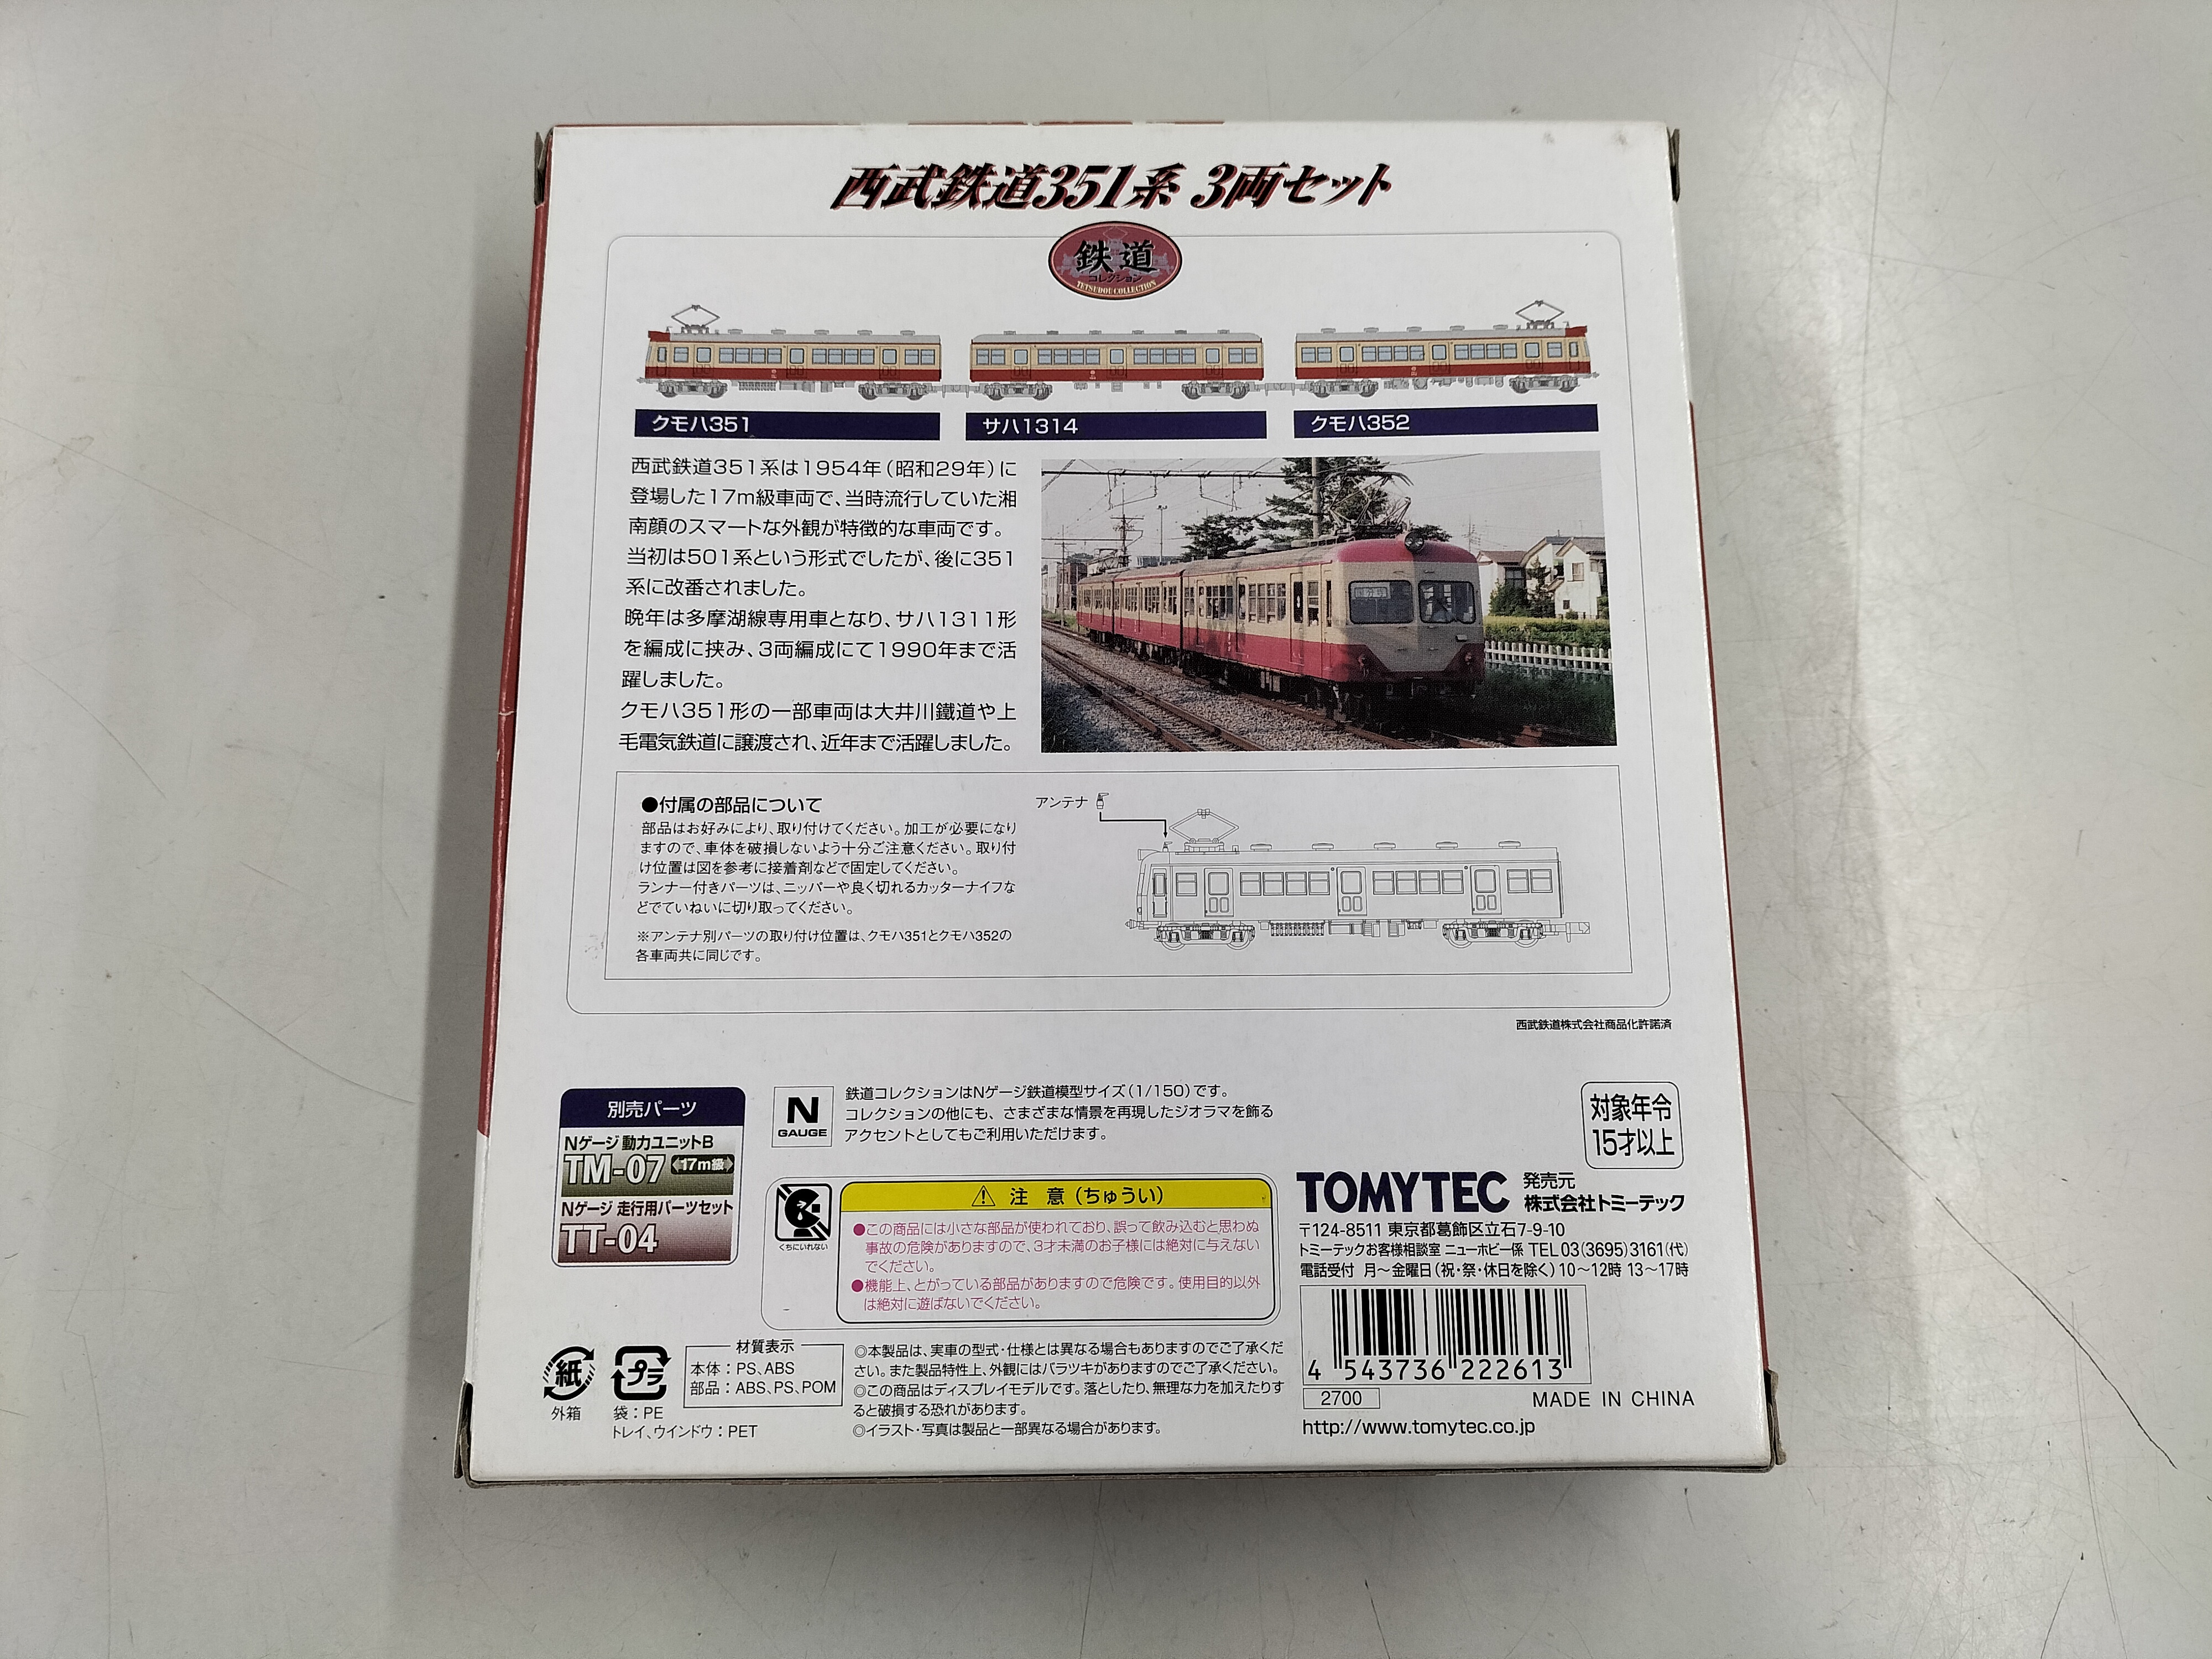 西武鉄道351系 3両セット
鉄道
コレクション
TETSUDOU COLLECTION
クモハ351
サハ1314
クモハ352
西武鉄道351系は1954年(昭和29年)に
登場した17m級車両で、当時流行していた湘
南顔のスマートな外観が特徴的な車両です。
当初は501系という形式でしたが、後に351
系に改番されました。
晩年は多摩湖線専用車となり、サハ1311形
を編成に挟み、3両編成にて1990年まで活
躍しました。
クモハ351形の一部車両は大井川鐵道や上
毛電気鉄道に譲渡され、近年まで活躍しました。
●付属の部品について
部品はお好みにより、取り付けてください。加工が必要になり
ますので、車体を破損しないよう十分ご注意ください。取り付
け位置は図を参考に接着剤などで固定してください。
ランナー付きパーツは、ニッパーや良く切れるカッターナイフな
どでていねいに切り取ってください。
※アンテナ別パーツの取り付け位置は、クモハ351とクモハ352の
各車両共に同じです。
アンテナ
西武鉄道株式会社商品化許諾済
別売パーツ
Nゲージ 動力ユニットB
TM-07 17m級
Nゲージ 走行用パーツセット
TT-04
N
GAUGE
鉄道コレクションはNゲージ鉄道模型サイズ(1/150)です。
コレクションの他にも、さまざまな情景を再現したジオラマを飾る
アクセントとしてもご利用いただけます。
対象年令
15才以上
くちにいれない
注 意(ちゅうい)
●この商品には小さな部品が使われており、誤って飲み込むと思わぬ
事故の危険がありますので、3才未満のお子様には絶対に与えない
でください。
●機能上、とがっている部品がありますので危険です。使用目的以外
は絶対に遊ばないでください。
TOMYTEC 発売元
株式会社トミーテック
〒124-8511 東京都葛飾区立石7-9-10
トミーテックお客様相談室 ニューホビー係 TEL 03(3695)3161(代)
電話受付 月〜金曜日(祝・祭・休日を除く)10〜12時 13〜17時
4 543736 222613
2700
MADE IN CHINA
http://www.tomytec.co.jp
紙
外箱
プラ
袋：PE
トレイ、ウインドウ：PET
材質表示
本体：PS、ABS
部品：ABS、PS、POM
◎本製品は、実車の型式・仕様とは異なる場合もありますのでご了承くだ
さい。また製品特性上、外観にはバラツキがありますのでご了承ください。
◎この商品はディスプレイモデルです。落としたり、無理な力を加えたりす
ると破損する恐れがあります。
◎イラスト・写真は製品と一部異なる場合があります。